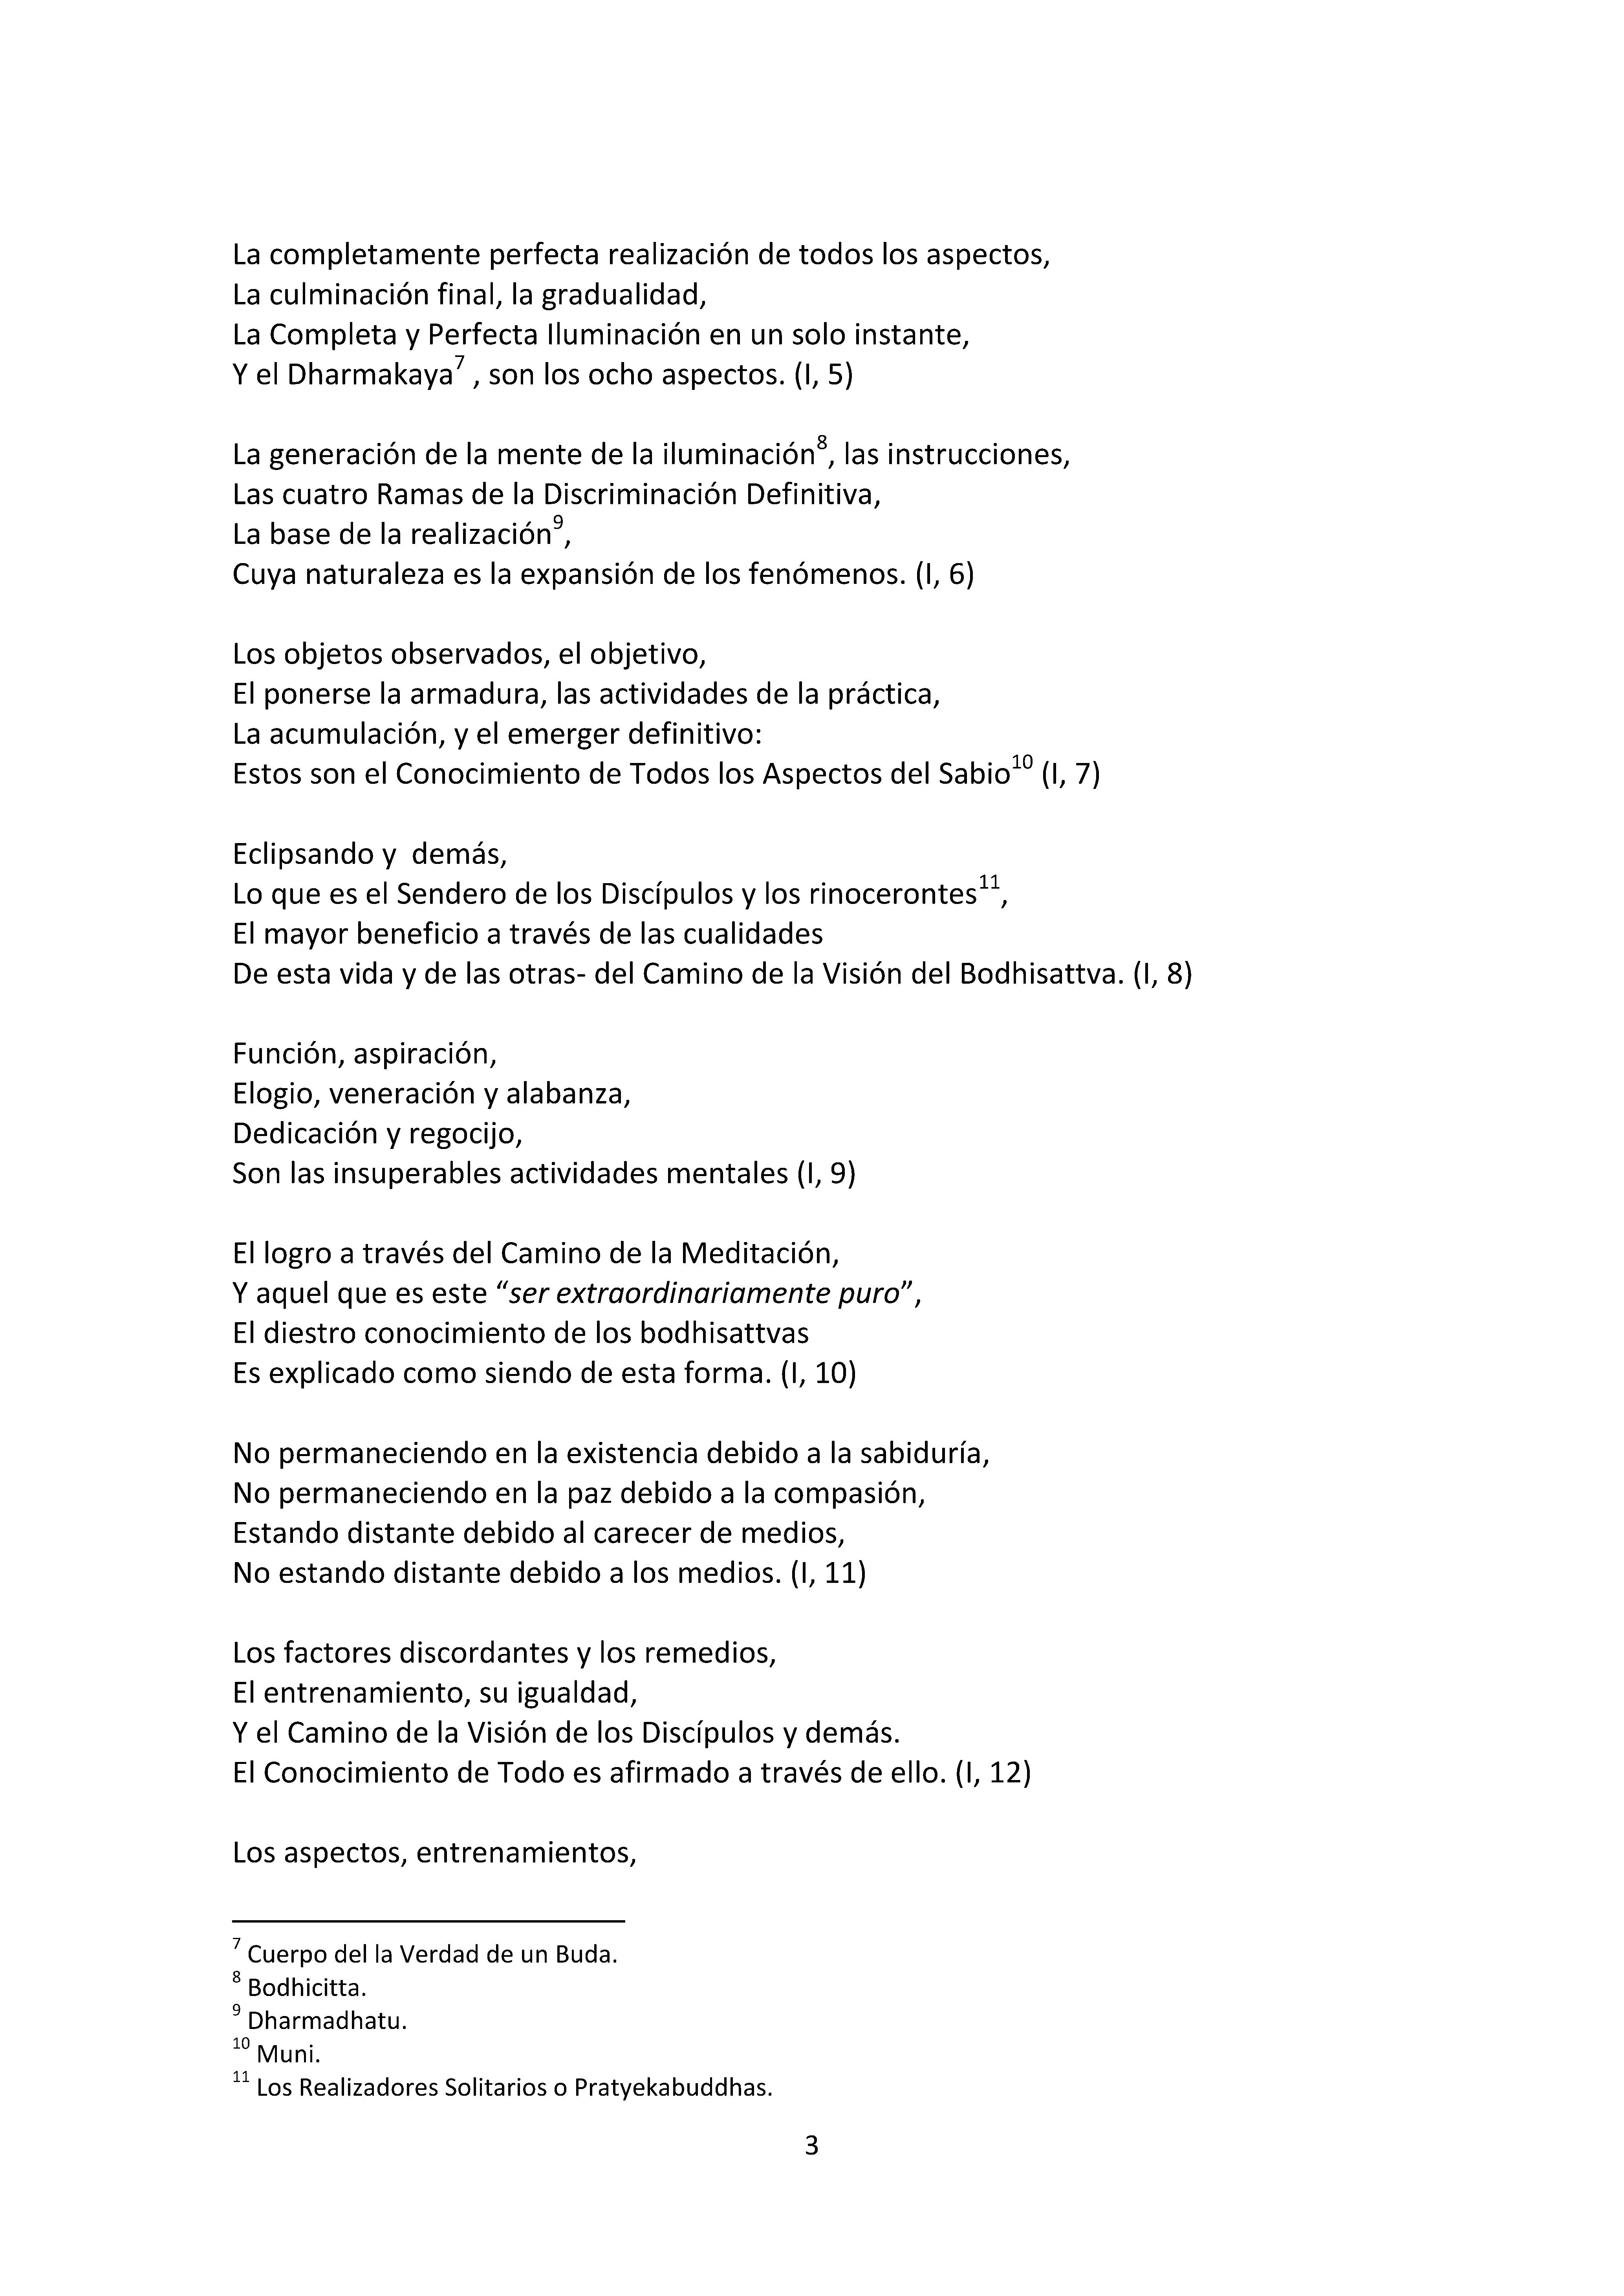 La completamente perfecta realización de todos los aspectos,
La culminación final, la gradualidad,
La Completa y Perfecta Iluminación en un solo instante,
Y el Dharmakaya7 , son los ocho aspectos. (I, 5)
La generación de la mente de la iluminación8, las instrucciones,
Las cuatro Ramas de la Discriminación Definitiva,
La base de la realización9,
Cuya naturaleza es la expansión de los fenómenos. (I, 6)
Los objetos observados, el objetivo,
El ponerse la armadura, las actividades de la práctica,
La acumulación, y el emerger definitivo:
Estos son el Conocimiento de Todos los Aspectos del Sabio10 (I, 7)
Eclipsando y  demás,
Lo que es el Sendero de los Discípulos y los rinocerontes11,
El mayor beneficio a través de las cualidades
De esta vida y de las otras- del Camino de la Visión del Bodhisattva. (I, 8)
Función, aspiración,
Elogio, veneración y alabanza,
Dedicación y regocijo,
Son las insuperables actividades mentales (I, 9)
El logro a través del Camino de la Meditación,
Y aquel que es este “ser extraordinariamente puro”,
El diestro conocimiento de los bodhisattvas
Es explicado como siendo de esta forma. (I, 10)
No permaneciendo en la existencia debido a la sabiduría,
No permaneciendo en la paz debido a la compasión,
Estando distante debido al carecer de medios,
No estando distante debido a los medios. (I, 11)
Los factores discordantes y los remedios,
El entrenamiento, su igualdad,
Y el Camino de la Visión de los Discípulos y demás.
El Conocimiento de Todo es afirmado a través de ello. (I, 12)
Los aspectos, entrenamientos,
7 Cuerpo del la Verdad de un Buda.
8 Bodhicitta.
9 Dharmadhatu.
10 Muni.
11 Los Realizadores Solitarios o Pratyekabuddhas.
3